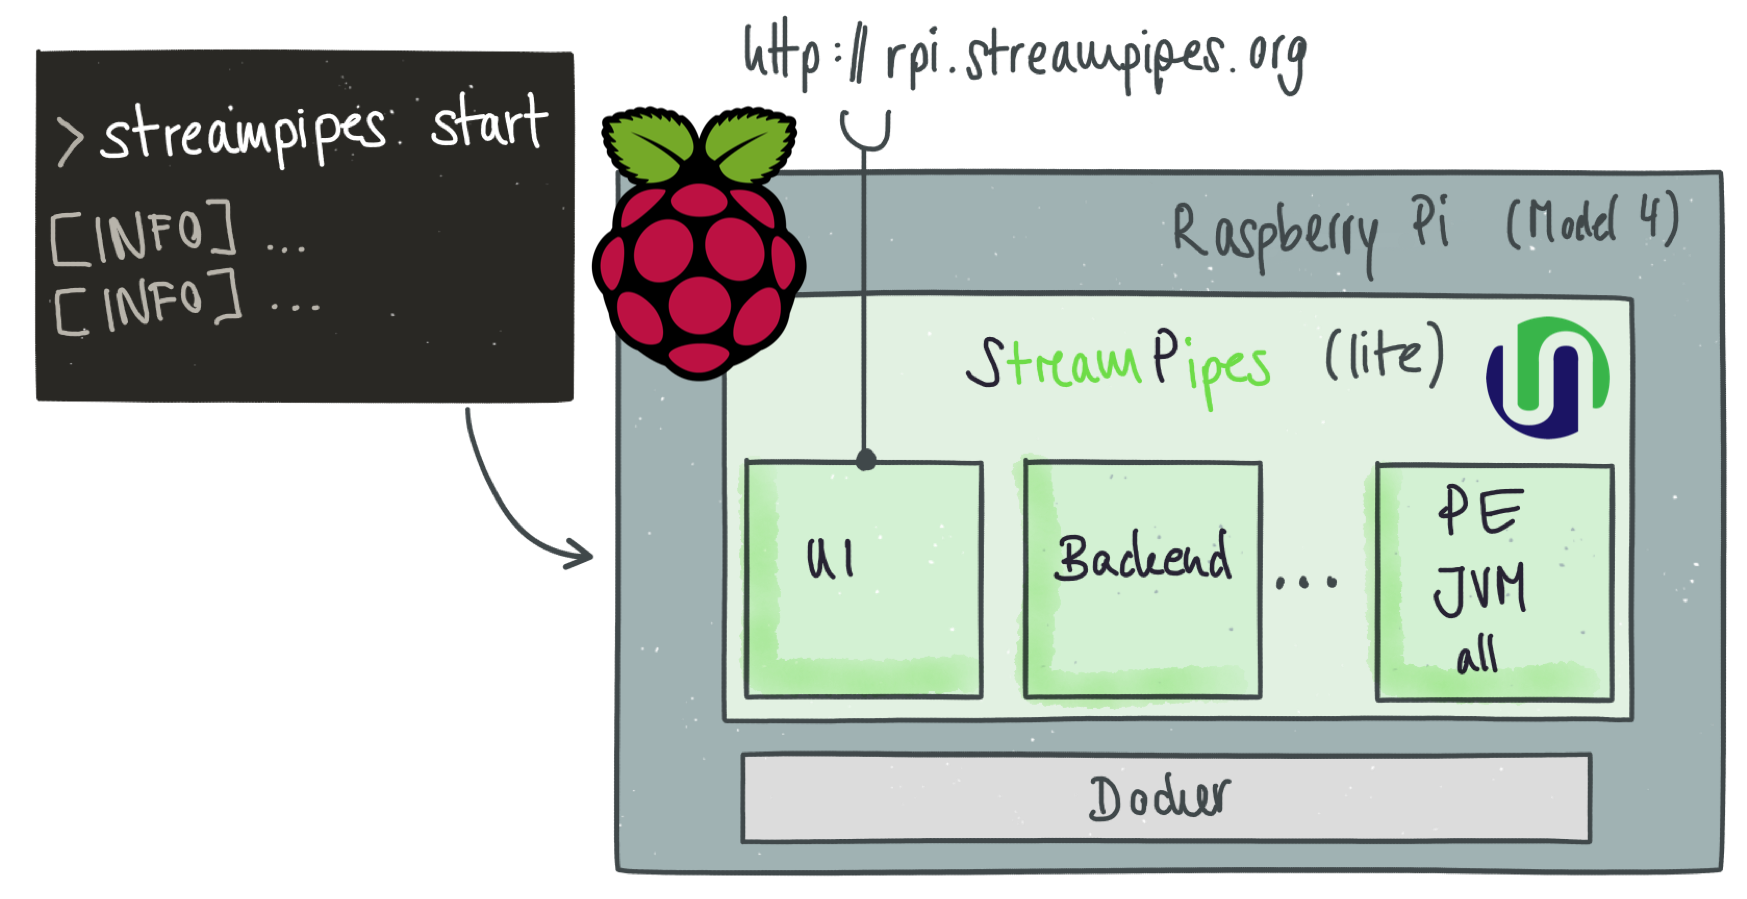 http://rpi.streampipes.org
> streampipes start
[INFO] ...
[INFO] ...
Raspberry Pi (Model 4)
StreamPipes (lite)
UI
Backend
...
PE
JVM
all
Docker